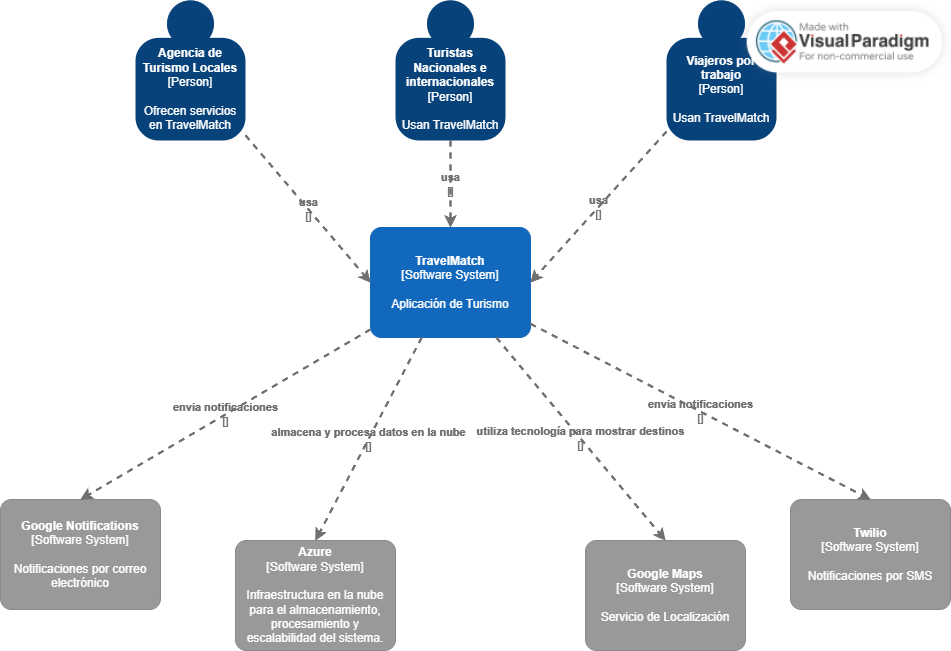 Made with
Visual Paradigm
For non-commercial use
Agencia de
Turismo Locales
[Person]
Ofrecen servicios
en TravelMatch
Turistas
Nacionales e
internacionales
[Person]
Usan TravelMatch
Viajeros por
trabajo
[Person]
Usan TravelMatch
usa
[]
usa
[]
usa
[]
TravelMatch
[Software System]
Aplicación de Turismo
envia notificaciones
[]
almacena y procesa datos en la nube
[]
utiliza tecnología para mostrar destinos
[]
envia notificaciones
[]
Google Notifications
[Software System]
Notificaciones por correo
electrónico
Azure
[Software System]
Infraestructura en la nube
para el almacenamiento,
procesamiento y
escalabilidad del sistema.
Google Maps
[Software System]
Servicio de Localización
Twilio
[Software System]
Notificaciones por SMS